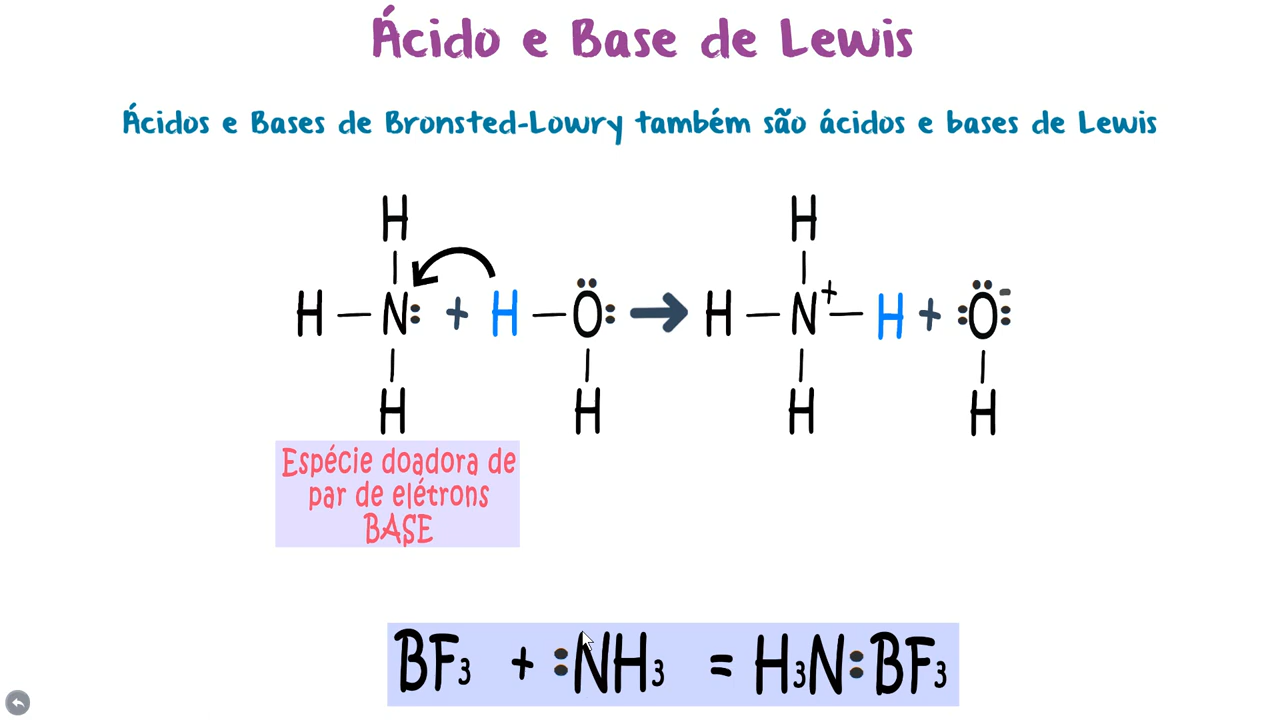 Ácido e Base de Lewis
Ácidos e Bases de Bronsted-Lowry também são ácidos e bases de Lewis
H H
H — N: + H — Ö: → H — N⁺ — H + :Ö:⁻
H H H H
Espécie doadora de
par de elétrons
BASE
BF₃ + :NH₃ = H₃N:BF₃